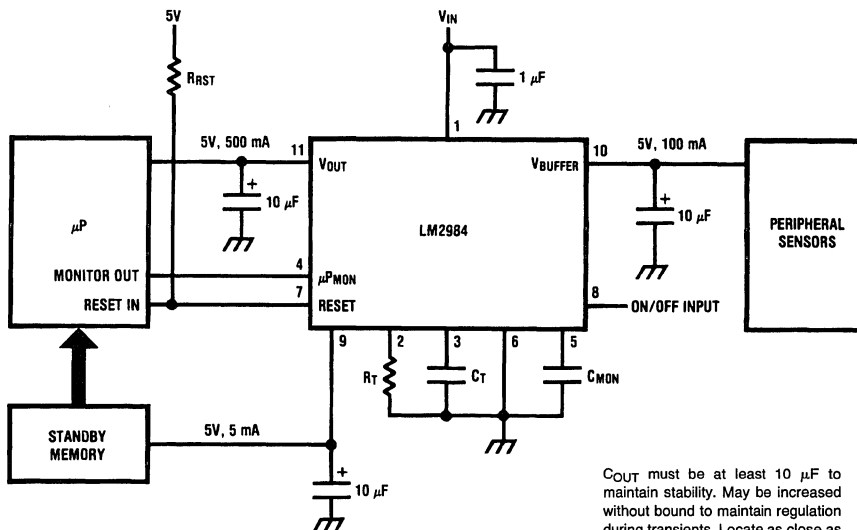 5V
VIN
RRST
1 μF
1
5V, 500 mA
11
VOUT
10
5V, 100 mA
VBUFFER
+
10 μF
+
10 μF
μP
LM2984
PERIPHERAL
SENSORS
MONITOR OUT
4
μPMON
RESET IN
7
RESET
8
ON/OFF INPUT
9
2
3
6
5
RT
CT
CMON
STANDBY
MEMORY
5V, 5 mA
+
10 μF
COUT must be at least 10 μF to
maintain stability. May be increased
without bound to maintain regulation
during transients. Locate as close as